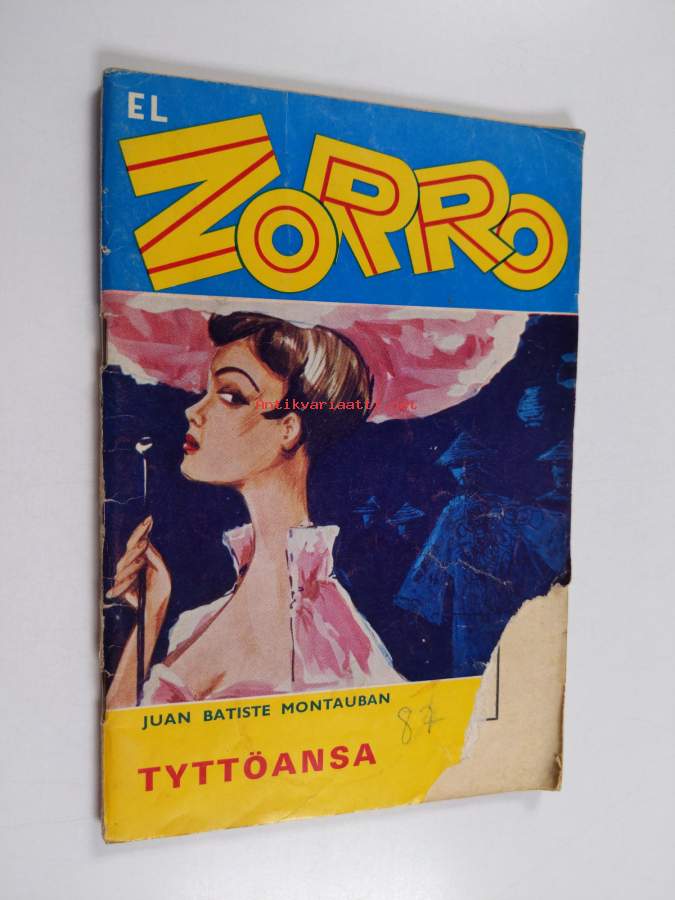 EL
ZORRO
Antikvariaatti.net
JUAN BATISTE MONTAUBAN
87
TYTTÖANSA